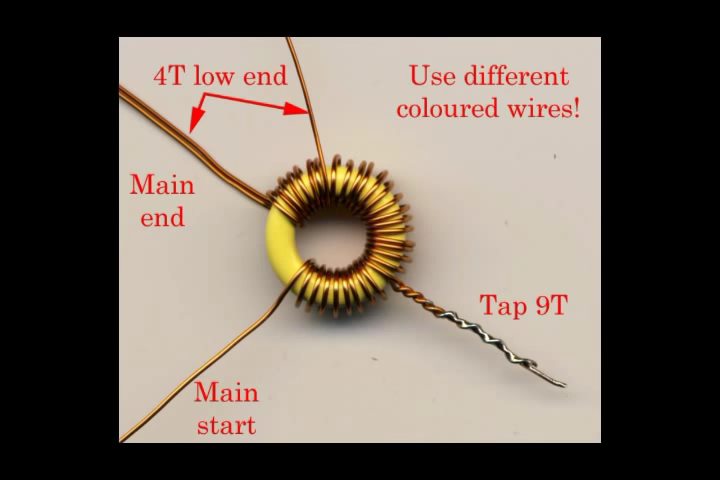 4T low end
Use different
coloured wires!
Main
end
Tap 9T
Main
start